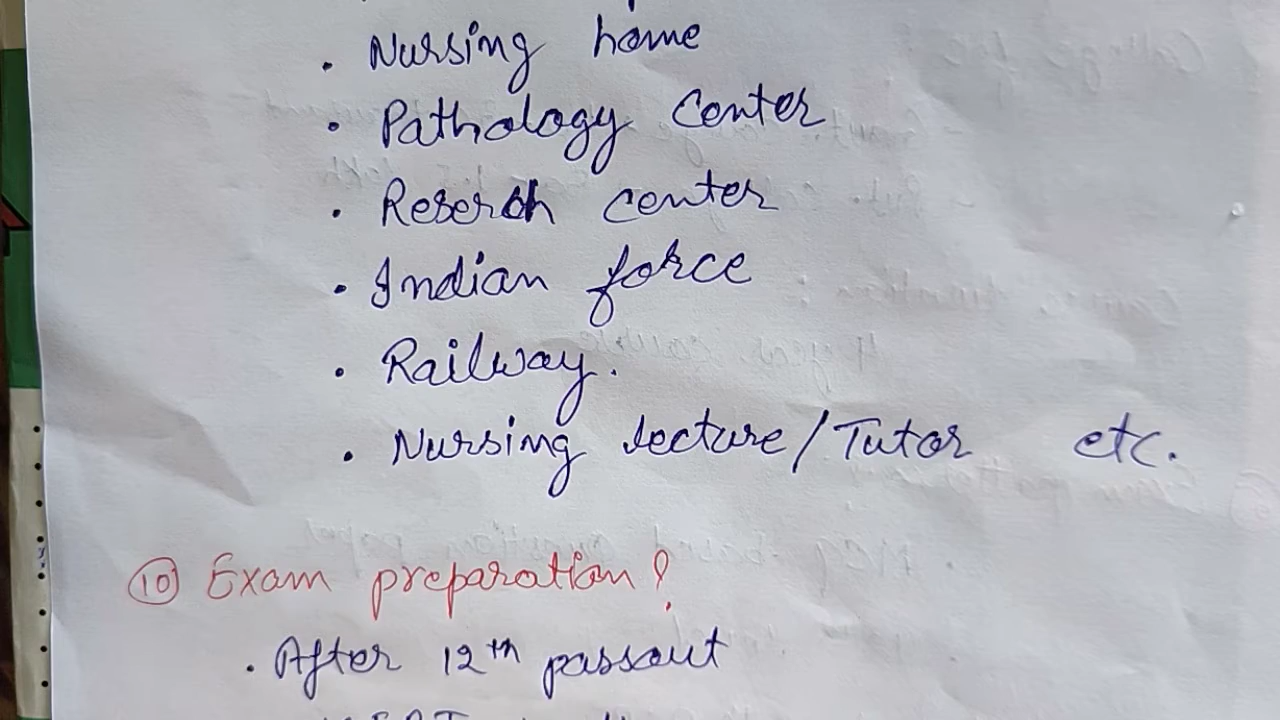 . Nursing home
. Pathology Center
. Reserch center
. Indian force
. Railway.
. Nursing lecture/Tutor etc.
⑩ Exam preparation?
. After 12th passout